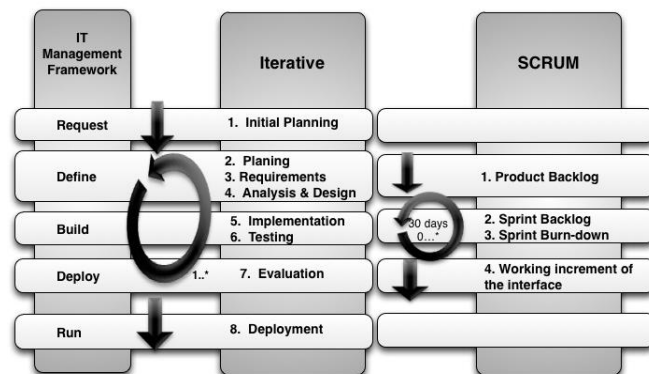 IT
Management
Framework
Iterative
SCRUM
Request
1. Initial Planning
Define
2. Planing
3. Requirements
4. Analysis & Design
1. Product Backlog
Build
5. Implementation
6. Testing
30 days
0...*
2. Sprint Backlog
3. Sprint Burn-down
Deploy
1..*
7. Evaluation
4. Working increment of
the interface
Run
8. Deployment